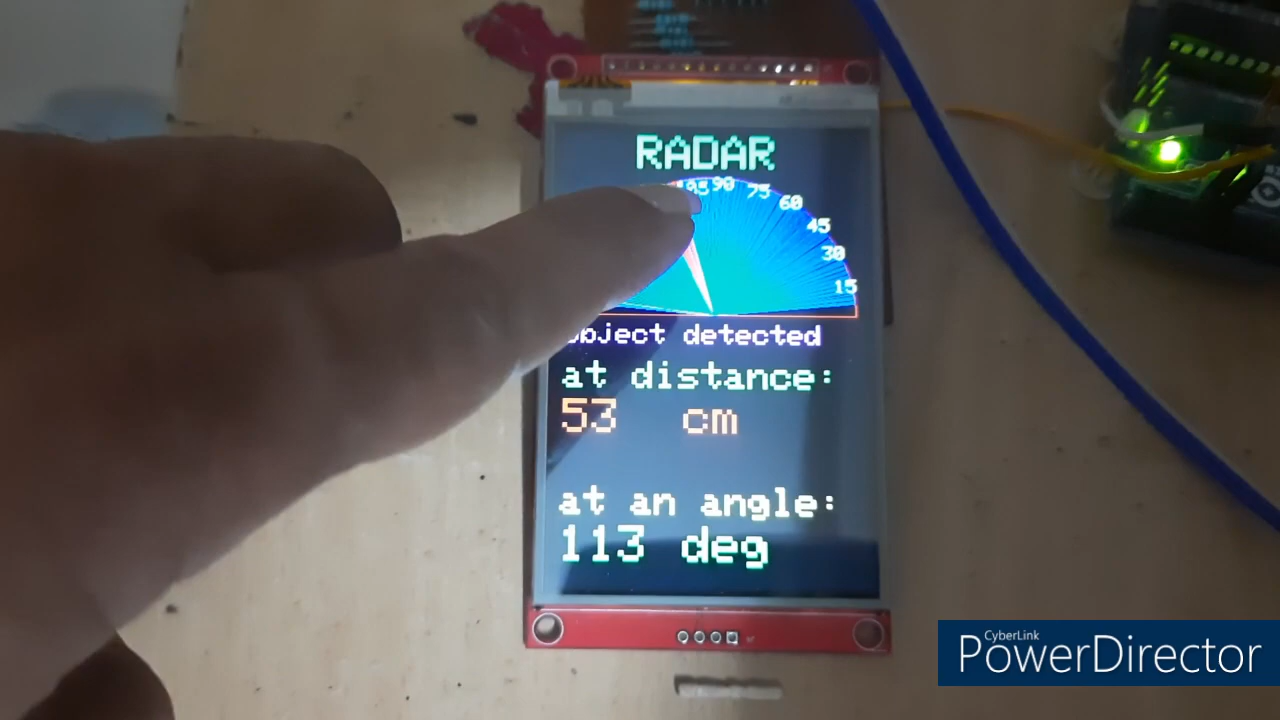 RADAR
105 90 75 60 45 30 15
object detected
at distance:
53 cm
at an angle:
113 deg
CyberLink
PowerDirector